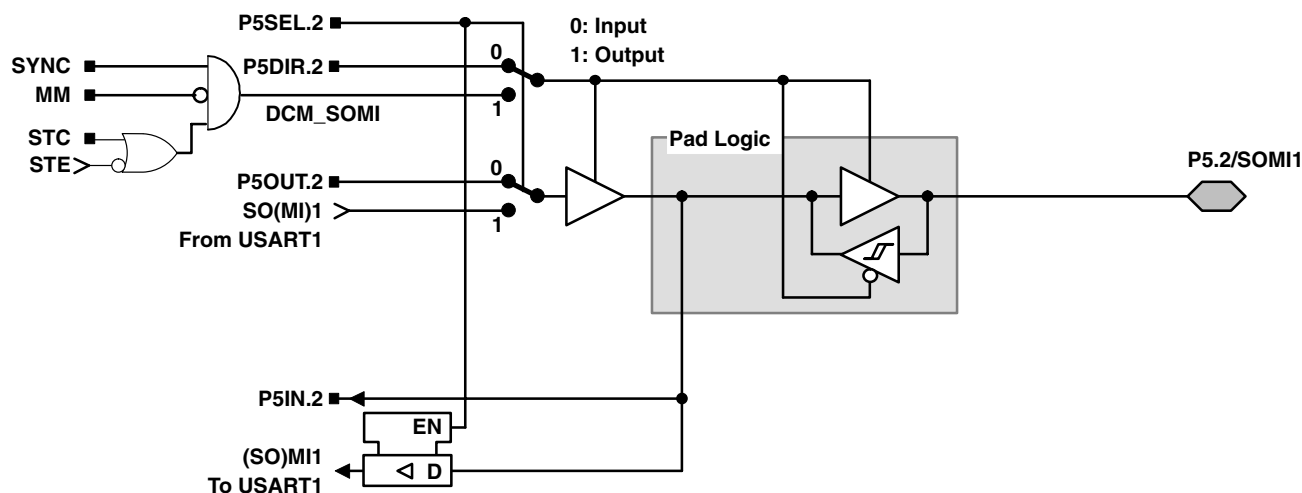 P5SEL.2
0: Input
1: Output
SYNC
P5DIR.2
0
MM
1
DCM_SOMI
STC
STE
Pad Logic
P5.2/SOMI1
P5OUT.2
0
SO(MI)1
1
From USART1
P5IN.2
EN
(SO)MI1
D
To USART1